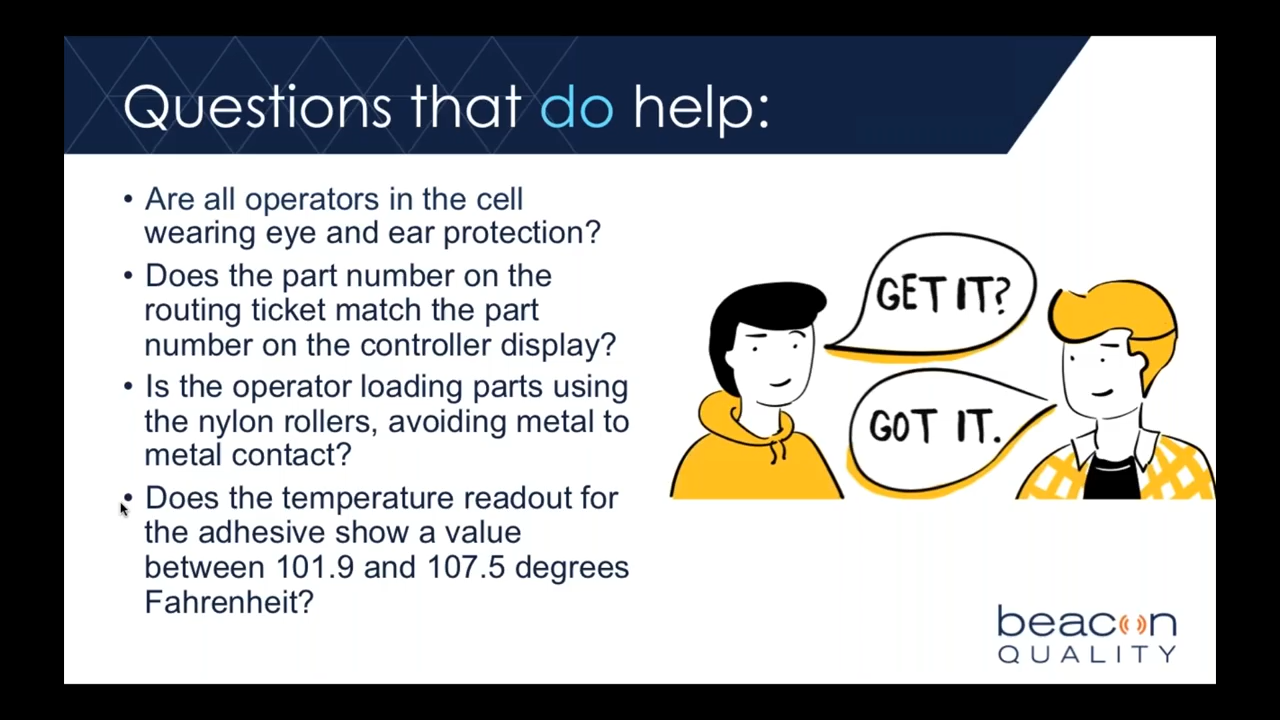 Questions that do help:
• Are all operators in the cell
wearing eye and ear protection?
• Does the part number on the
routing ticket match the part
number on the controller display?
• Is the operator loading parts using
the nylon rollers, avoiding metal to
metal contact?
• Does the temperature readout for
the adhesive show a value
between 101.9 and 107.5 degrees
Fahrenheit?
GET IT?
GOT IT.
beacon
QUALITY